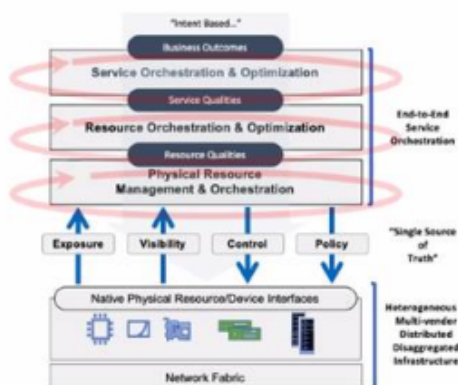 "Intent Based..."
Business Outcomes
Service Orchestration & Optimization
Service Qualities
Resource Orchestration & Optimization
Resource Qualities
Physical Resource
Management & Orchestration
End-to-End
Service
Orchestration
Exposure
Visibility
Control
Policy
"Single Source
of
Truth"
Native Physical Resource/Device Interfaces
Network Fabric
Heterogeneous
Multi-vendor
Distributed
Disaggregated
Infrastructure